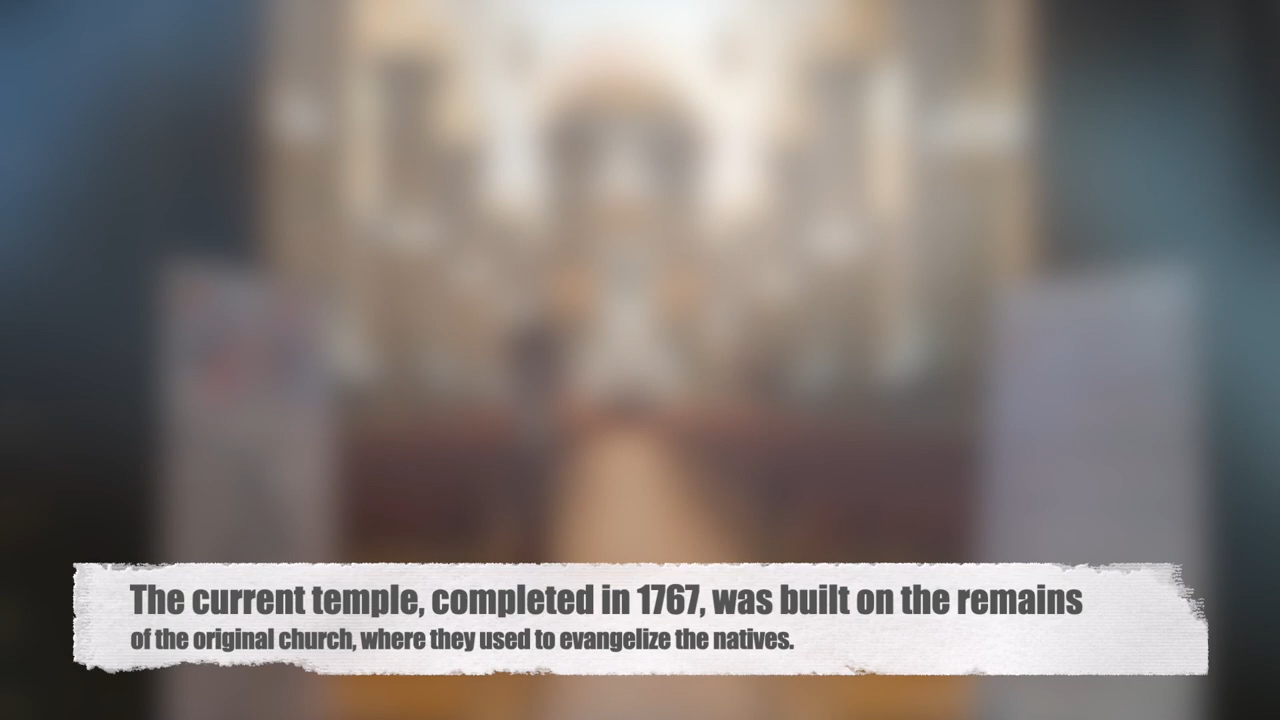 The current temple, completed in 1767, was built on the remains
of the original church, where they used to evangelize the natives.